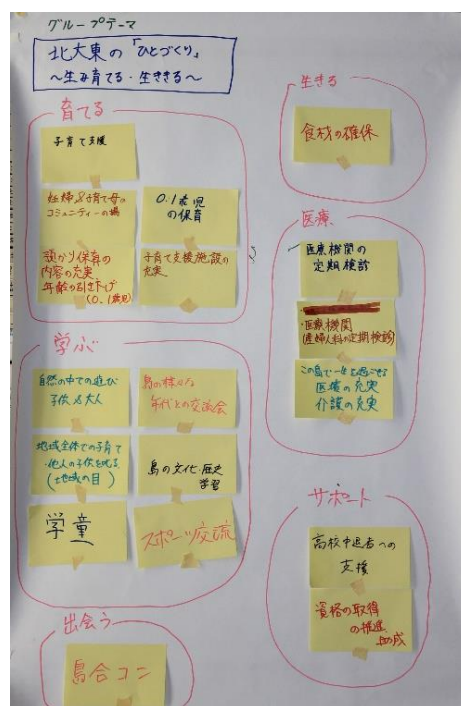 グループテーマ
北大東の「ひとづくり」
～生み育てる・生ききる～
育てる
子育て支援
妊婦&子育て母の
コミュニティーの場
0.1歳児
の保育
預かり保育の
内容の充実
年齢の引き下げ
(0.1歳児)
子育て支援施設の
充実
学ぶ
自然の中での遊び
子供&大人
島の様々な
年代との交流会
地域全体での子育て
・他人の子供を叱る
(地域の目)
島の文化・歴史
学習
学童
スポーツ交流
出会う
島合コン
生きる
食材の確保
医療
医療機関の
定期検診
・医療機関
(産婦人科の定期検診)
この島で一生を過ごせる
医療の充実
介護の充実
サポート
高校中退者への
支援
資格の取得
の推進
助成